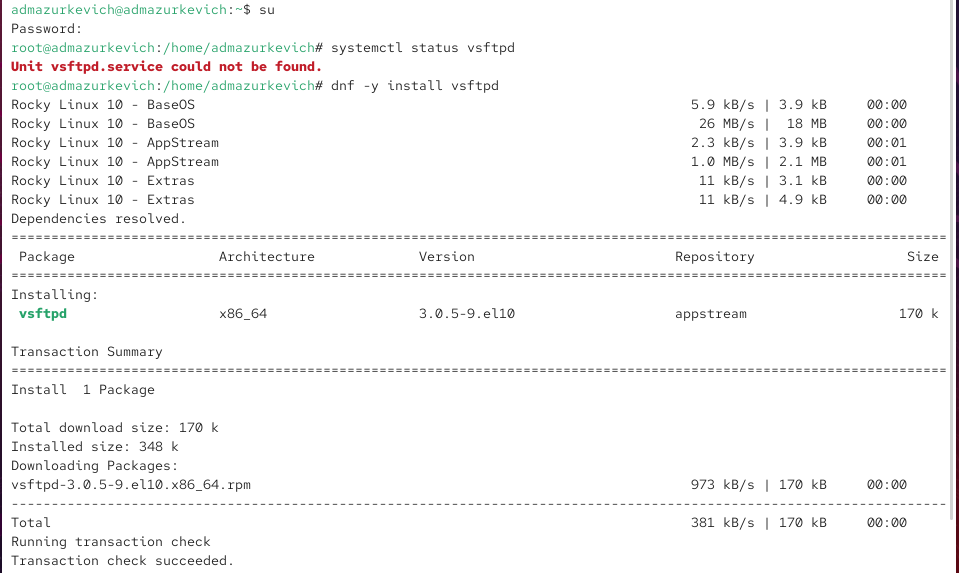 admazurkevich@admazurkevich:~$ su
Password:
root@admazurkevich:/home/admazurkevich# systemctl status vsftpd
Unit vsftpd.service could not be found.
root@admazurkevich:/home/admazurkevich# dnf -y install vsftpd
Rocky Linux 10 - BaseOS 5.9 kB/s | 3.9 kB 00:00
Rocky Linux 10 - BaseOS 26 MB/s | 18 MB 00:00
Rocky Linux 10 - AppStream 2.3 kB/s | 3.9 kB 00:01
Rocky Linux 10 - AppStream 1.0 MB/s | 2.1 MB 00:01
Rocky Linux 10 - Extras 11 kB/s | 3.1 kB 00:00
Rocky Linux 10 - Extras 11 kB/s | 4.9 kB 00:00
Dependencies resolved.
=====================================================================================================================
Package Architecture Version Repository Size
=====================================================================================================================
Installing:
vsftpd x86_64 3.0.5-9.el10 appstream 170 k
Transaction Summary
=====================================================================================================================
Install 1 Package
Total download size: 170 k
Installed size: 348 k
Downloading Packages:
vsftpd-3.0.5-9.el10.x86_64.rpm 973 kB/s | 170 kB 00:00
---------------------------------------------------------------------------------------------------------------------
Total 381 kB/s | 170 kB 00:00
Running transaction check
Transaction check succeeded.